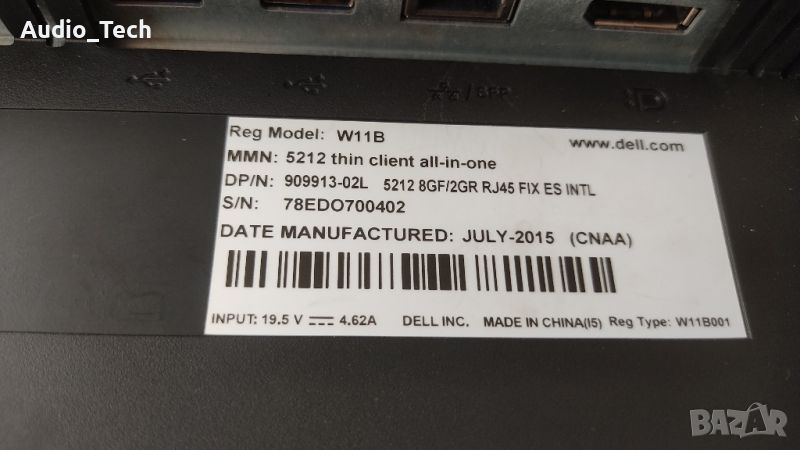 Audio_Tech
/SFP
Reg Model: W11B
www.dell.com
MMN: 5212 thin client all-in-one
DP/N: 909913-02L 5212 8GF/2GR RJ45 FIX ES INTL
S/N: 78EDO700402
DATE MANUFACTURED: JULY-2015 (CNAA)
INPUT: 19.5 V ⎓ 4.62A DELL INC. MADE IN CHINA(I5) Reg Type: W11B001
BAZAR